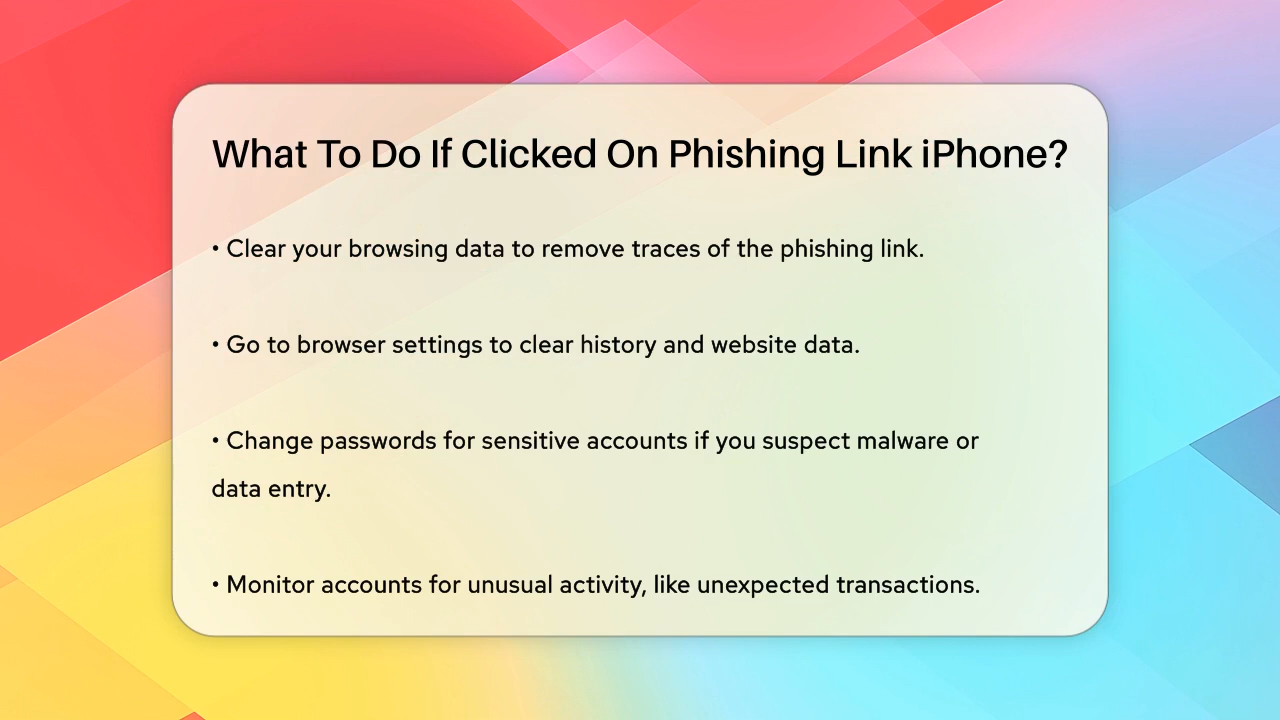 What To Do If Clicked On Phishing Link iPhone?
• Clear your browsing data to remove traces of the phishing link.
• Go to browser settings to clear history and website data.
• Change passwords for sensitive accounts if you suspect malware or
data entry.
• Monitor accounts for unusual activity, like unexpected transactions.